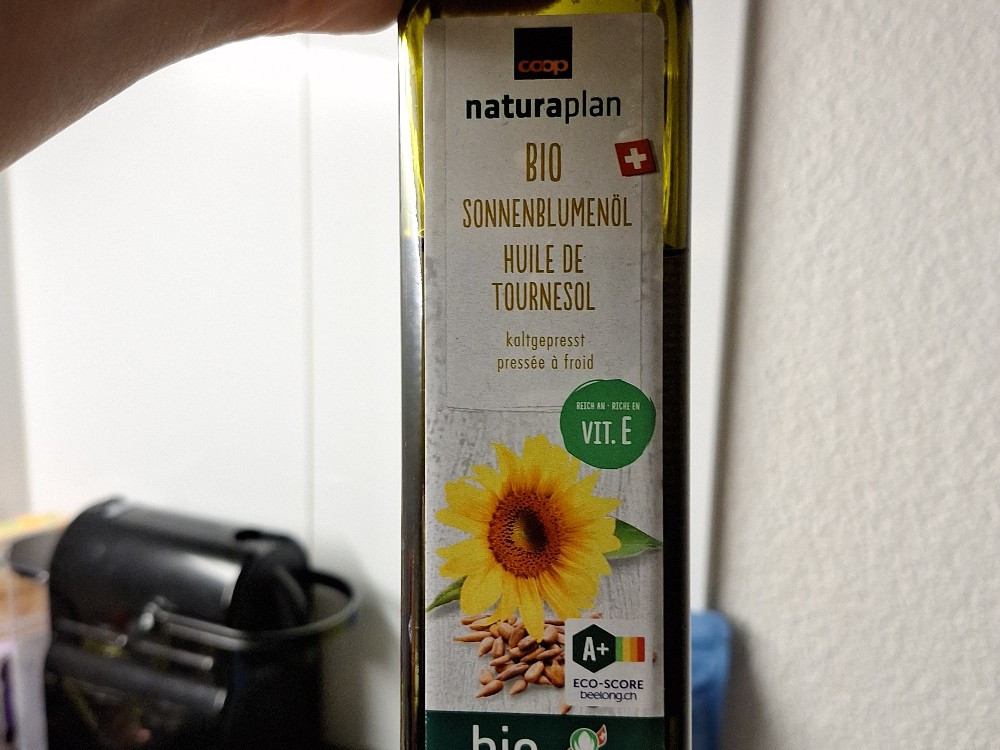 coop
naturaplan
BIO
SONNENBLUMENÖL
HUILE DE
TOURNESOL
kaltgepresst
pressée à froid
REICH AN · RICHE EN
VIT. E
A+
ECO-SCORE
beelong.ch
bio